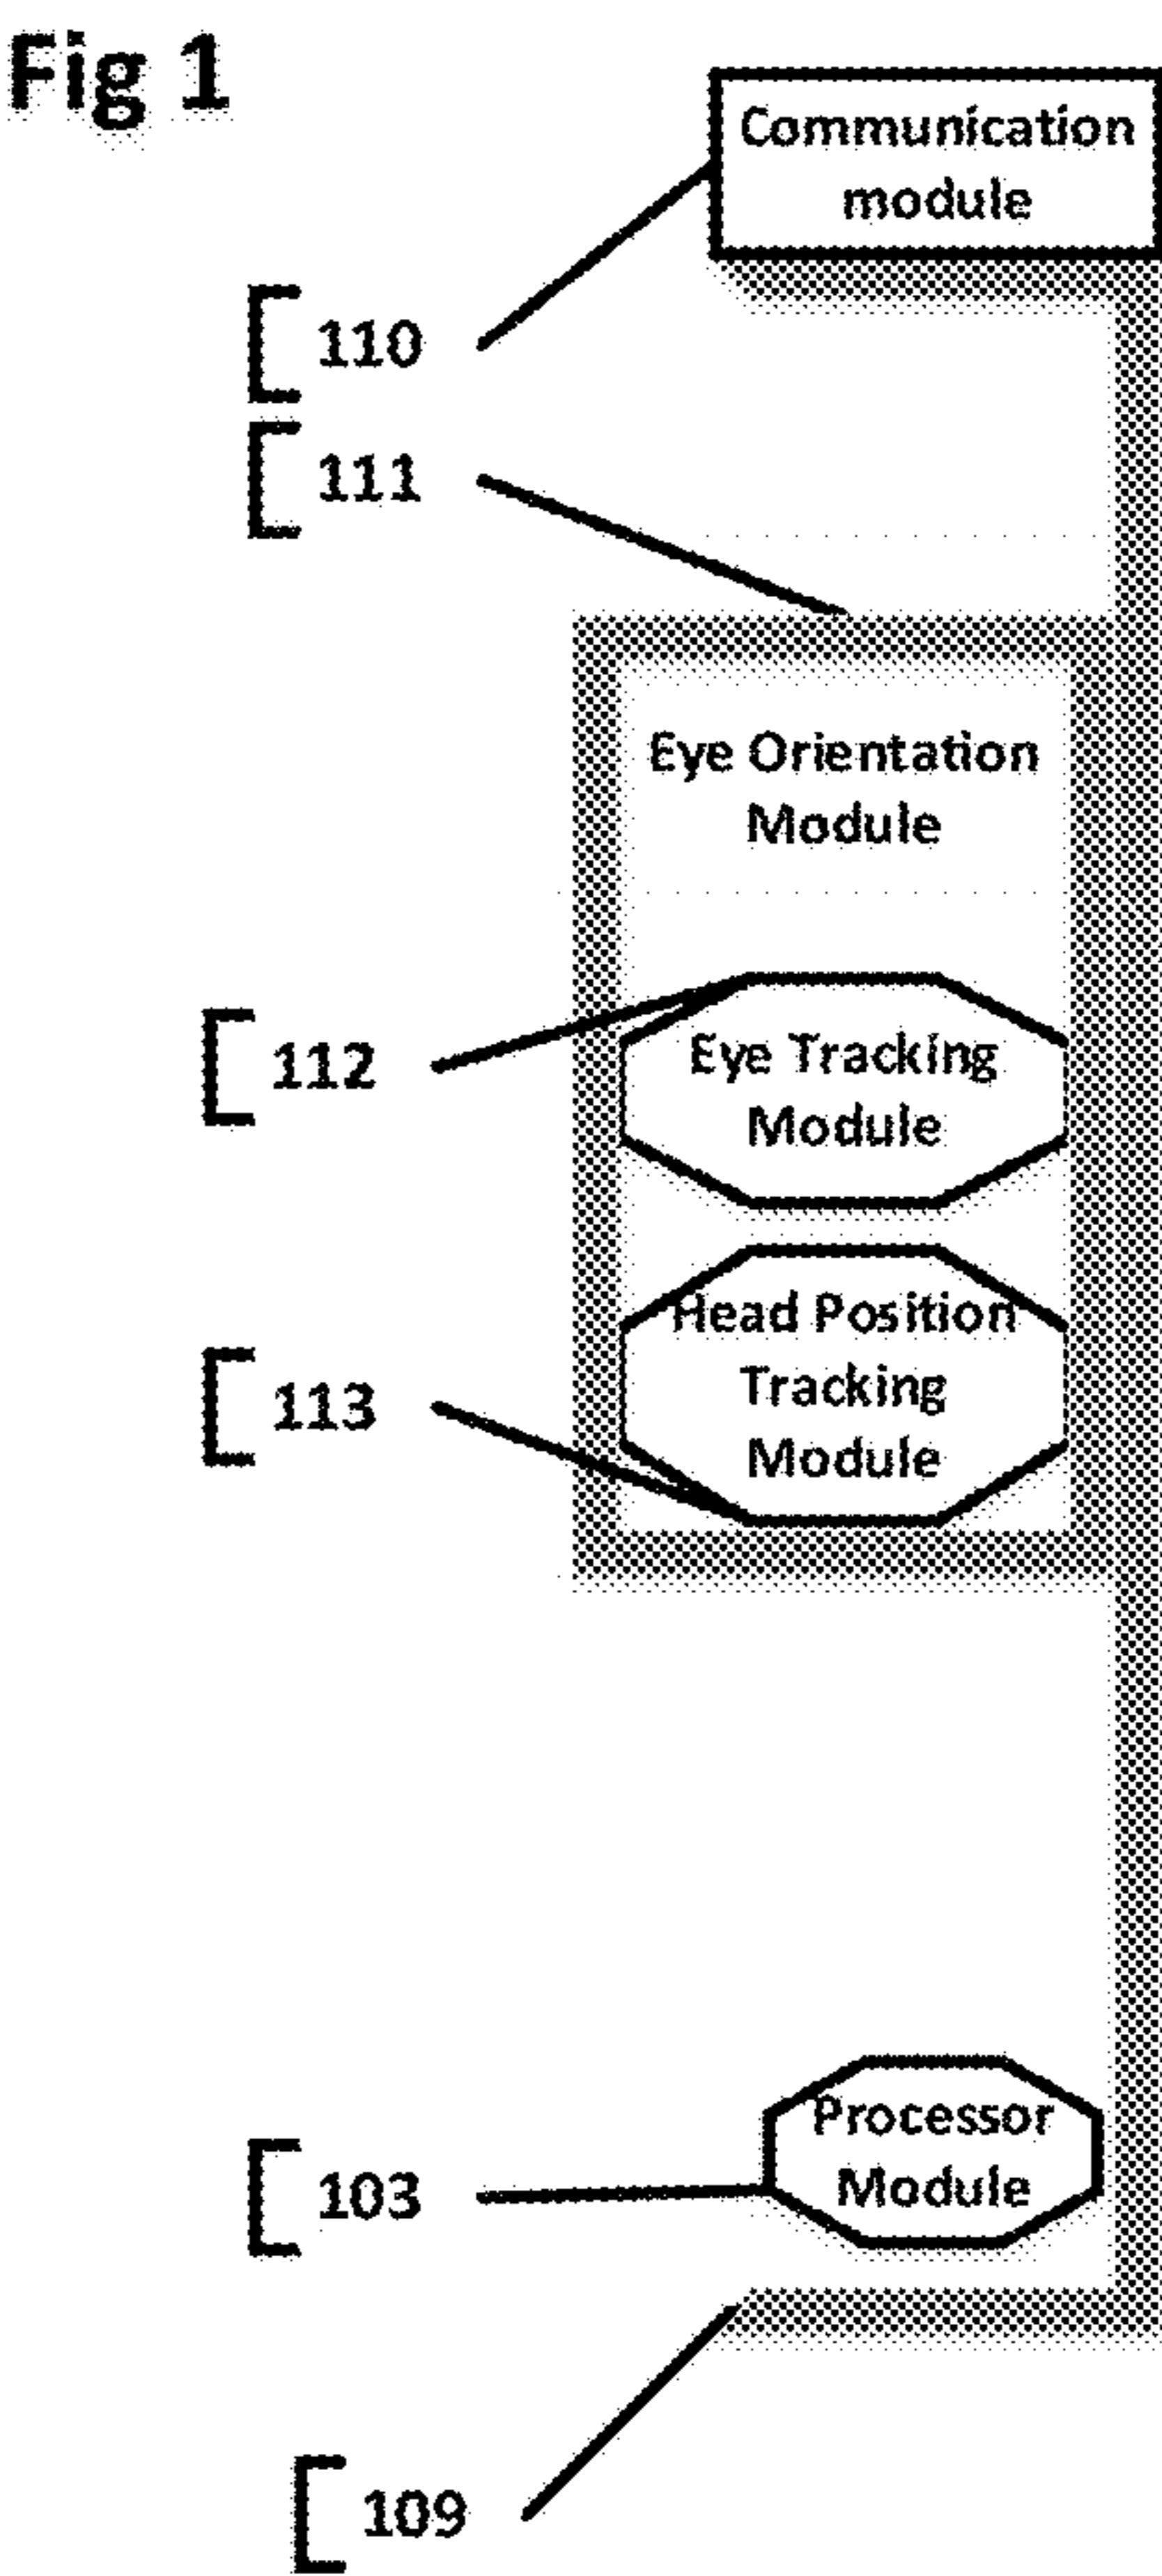 Fig 1
Communication
module
110
111
Eye Orientation
Module
112
Eye Tracking
Module
Head Position
Tracking
Module
113
Processor
Module
103
109